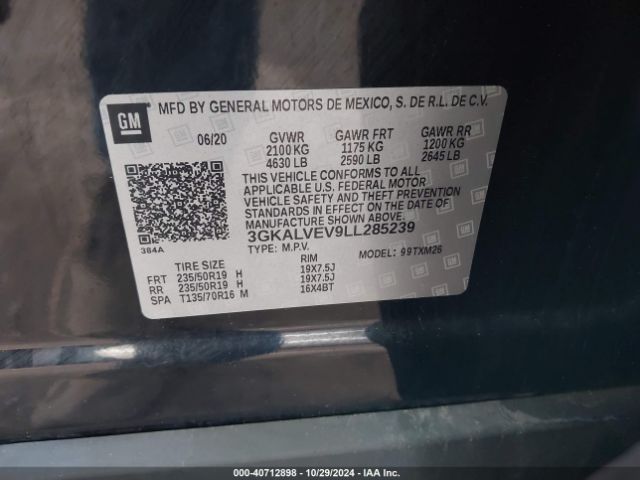 GM
MFD BY GENERAL MOTORS DE MEXICO, S. DE R.L. DE C.V.
06/20 GVWR GAWR FRT GAWR RR
2100 KG 1175 KG 1200 KG
4630 LB 2590 LB 2645 LB
THIS VEHICLE CONFORMS TO ALL
APPLICABLE U.S. FEDERAL MOTOR
VEHICLE SAFETY AND THEFT PREVENTION
STANDARDS IN EFFECT ON THE DATE OF
MANUFACTURE SHOWN ABOVE.
3GKALVEV9LL285239
384A
TYPE: M.P.V. MODEL: 99TXM26
TIRE SIZE RIM
FRT 235/50R19 H 19X7.5J
RR 235/50R19 H 19X7.5J
SPA T135/70R16 M 16X4BT
000-40712898 - 10/29/2024 - IAA Inc.